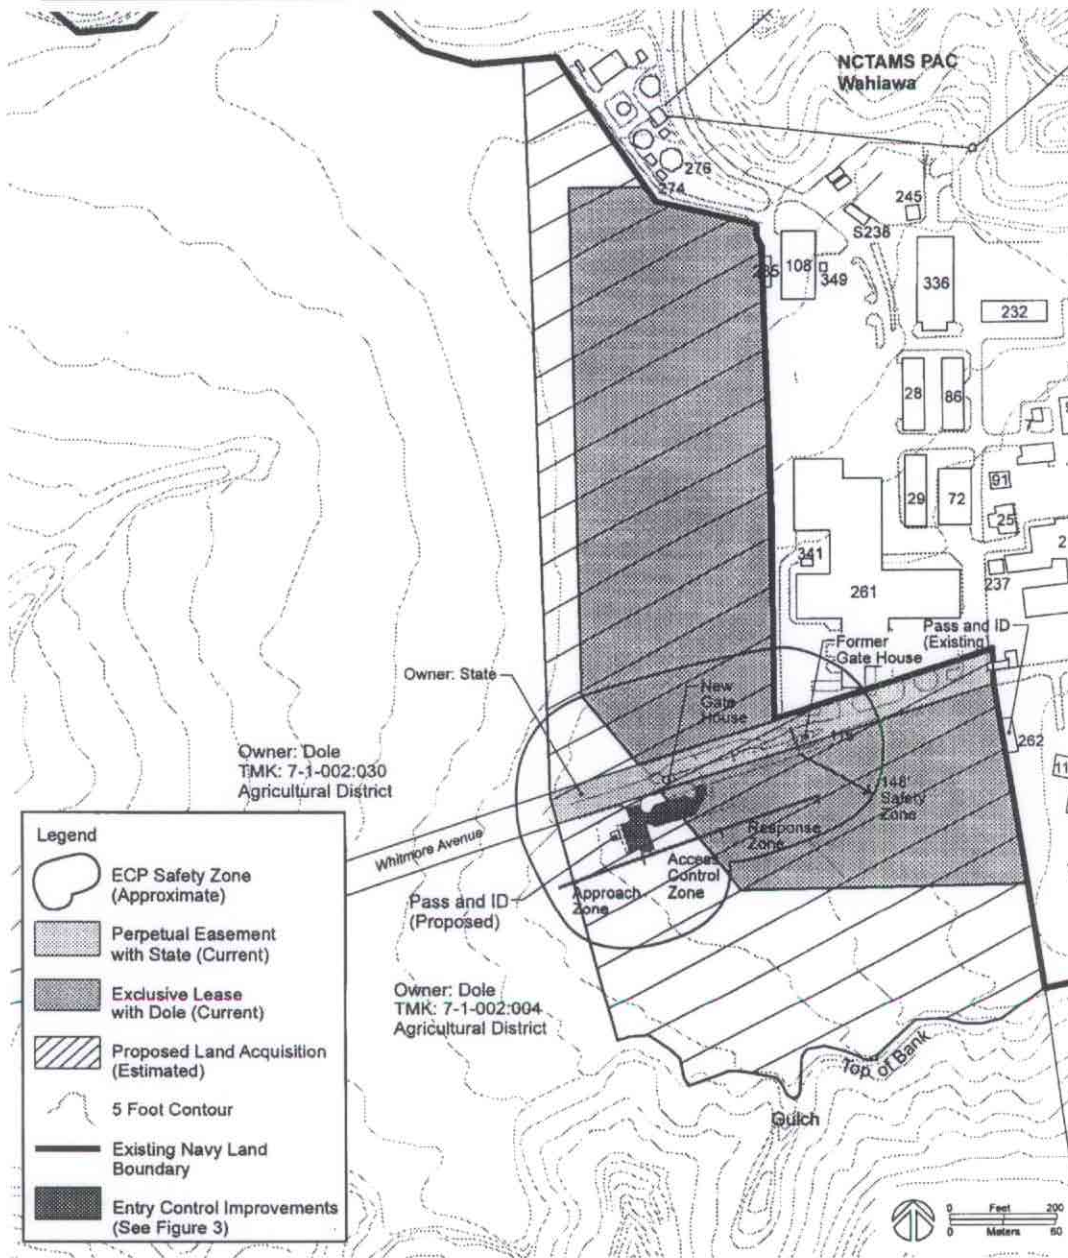 NCTAMS PAC
Wahiawa
276
274
245
S238
285
108
349
336
232
28
86
7
29
72
91
25
341
261
237
Pass and ID
(Existing)
Former
Gate House
Owner: State
New
Gate
House
262
Owner: Dole
TMK: 7-1-002:030
Agricultural District
148'
Safety
Zone
Response
Zone
Whitmore Avenue
Access
Control
Zone
Approach
Zone
Pass and ID
(Proposed)
Owner: Dole
TMK: 7-1-002:004
Agricultural District
Top of Bank
Gulch
Legend
ECP Safety Zone
(Approximate)
Perpetual Easement
with State (Current)
Exclusive Lease
with Dole (Current)
Proposed Land Acquisition
(Estimated)
5 Foot Contour
Existing Navy Land
Boundary
Entry Control Improvements
(See Figure 3)
0 Feet 200
0 Meters 60